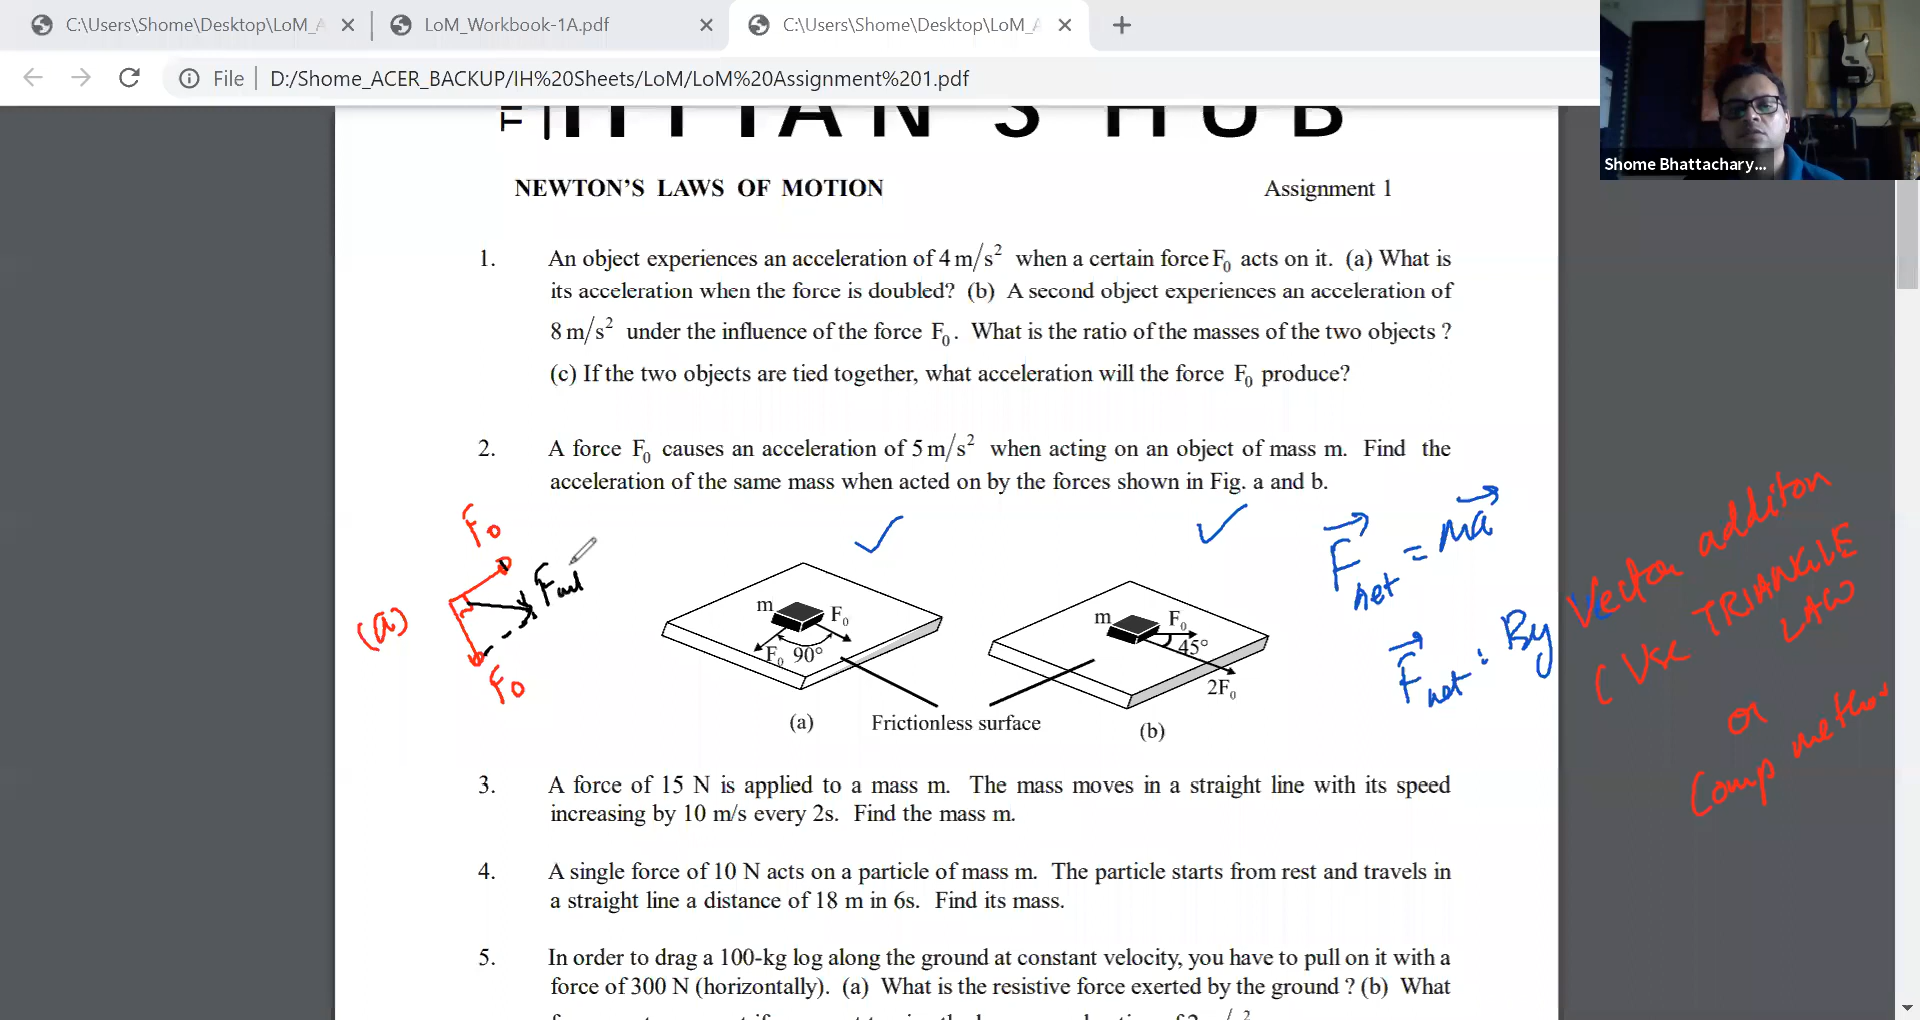 C:\Users\Shome\Desktop\LoM_A
LoM_Workbook-1A.pdf
C:\Users\Shome\Desktop\LoM_A
File
D:/Shome_ACER_BACKUP/IH%20Sheets/LoM/LoM%20Assignment%201.pdf
Shome Bhattachary...
IITIAN'S HUB
NEWTON'S LAWS OF MOTION Assignment 1
1. An object experiences an acceleration of 4 m/s² when a certain force F₀ acts on it. (a) What is
its acceleration when the force is doubled? (b) A second object experiences an acceleration of
8 m/s² under the influence of the force F₀. What is the ratio of the masses of the two objects ?
(c) If the two objects are tied together, what acceleration will the force F₀ produce?
2. A force F₀ causes an acceleration of 5 m/s² when acting on an object of mass m. Find the
acceleration of the same mass when acted on by the forces shown in Fig. a and b.
(a)
F₀
F₀
m
F₀
F₀ 90°
(a)
Frictionless surface
m
F₀
45°
2F₀
(b)
F⃗net = ma⃗
F⃗net : By Vector additon
(Use TRIANGLE
LAW
or
Comp method
3. A force of 15 N is applied to a mass m. The mass moves in a straight line with its speed
increasing by 10 m/s every 2s. Find the mass m.
4. A single force of 10 N acts on a particle of mass m. The particle starts from rest and travels in
a straight line a distance of 18 m in 6s. Find its mass.
5. In order to drag a 100-kg log along the ground at constant velocity, you have to pull on it with a
force of 300 N (horizontally). (a) What is the resistive force exerted by the ground ? (b) What